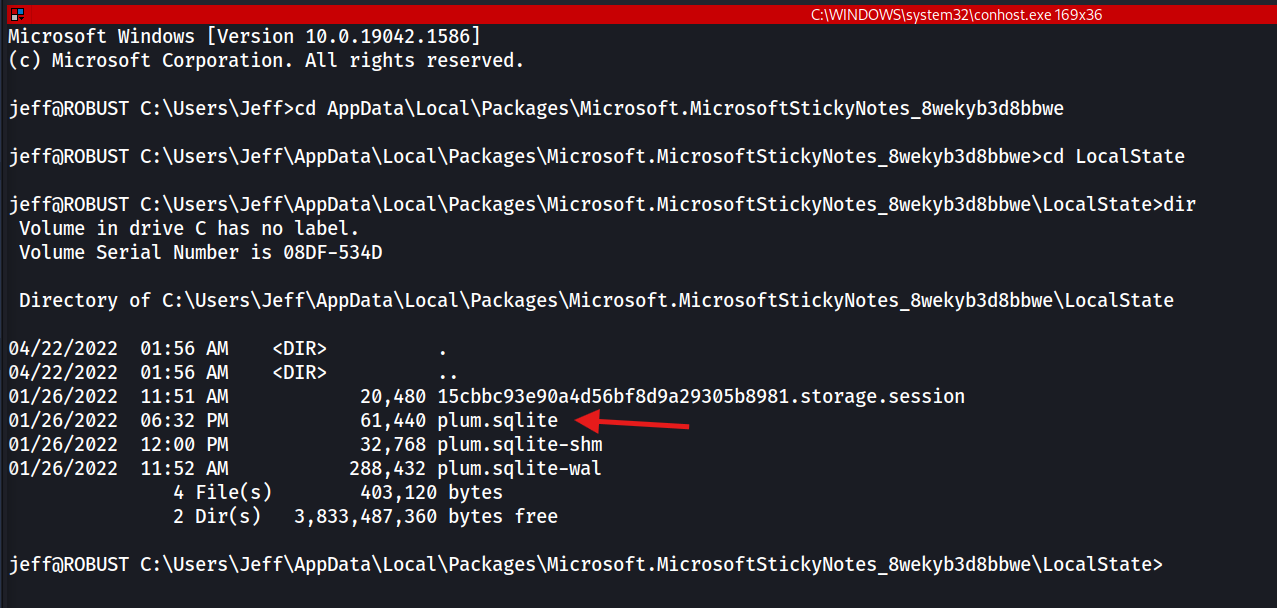 C:\WINDOWS\system32\conhost.exe 169x36
Microsoft Windows [Version 10.0.19042.1586]
(c) Microsoft Corporation. All rights reserved.
jeff@ROBUST C:\Users\Jeff>cd AppData\Local\Packages\Microsoft.MicrosoftStickyNotes_8wekyb3d8bbwe
jeff@ROBUST C:\Users\Jeff\AppData\Local\Packages\Microsoft.MicrosoftStickyNotes_8wekyb3d8bbwe>cd LocalState
jeff@ROBUST C:\Users\Jeff\AppData\Local\Packages\Microsoft.MicrosoftStickyNotes_8wekyb3d8bbwe\LocalState>dir
Volume in drive C has no label.
Volume Serial Number is 08DF-534D
Directory of C:\Users\Jeff\AppData\Local\Packages\Microsoft.MicrosoftStickyNotes_8wekyb3d8bbwe\LocalState
04/22/2022  01:56 AM    <DIR>          .
04/22/2022  01:56 AM    <DIR>          ..
01/26/2022  11:51 AM            20,480 15cbbc93e90a4d56bf8d9a29305b8981.storage.session
01/26/2022  06:32 PM            61,440 plum.sqlite
01/26/2022  12:00 PM            32,768 plum.sqlite-shm
01/26/2022  11:52 AM           288,432 plum.sqlite-wal
4 File(s)        403,120 bytes
2 Dir(s)   3,833,487,360 bytes free
jeff@ROBUST C:\Users\Jeff\AppData\Local\Packages\Microsoft.MicrosoftStickyNotes_8wekyb3d8bbwe\LocalState>